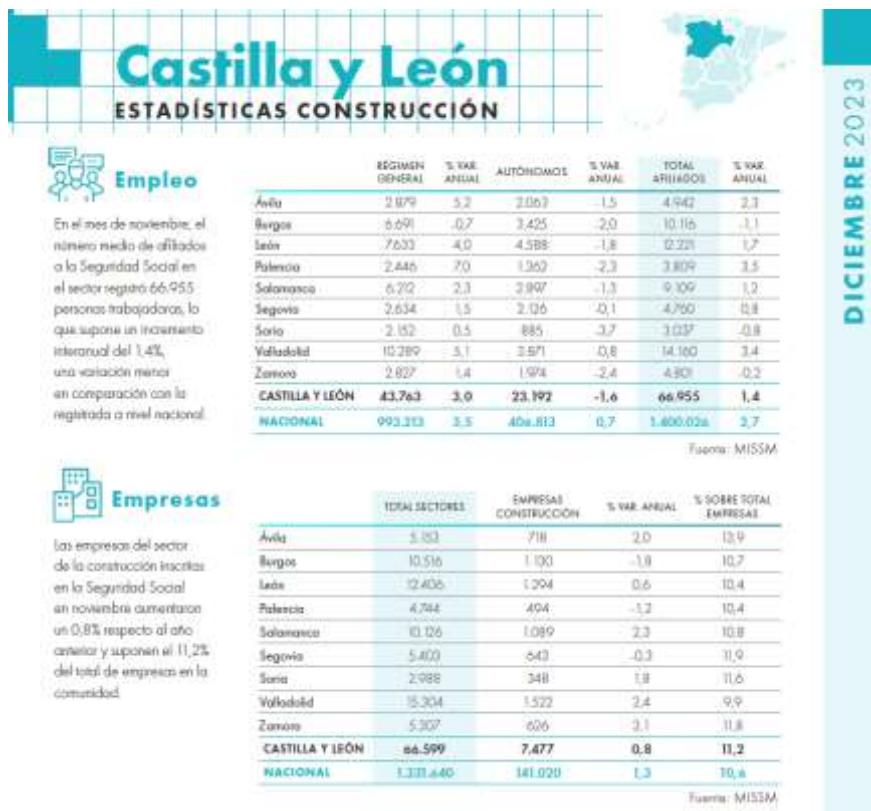 Castilla y León
ESTADÍSTICAS CONSTRUCCIÓN
DICIEMBRE 2023
Empleo
En el mes de noviembre, el
número medio de afiliados
a la Seguridad Social en
el sector registró 66.955
personas trabajadoras, lo
que supone un incremento
interanual del 1,4%,
una variación menor
en comparación con la
registrada a nivel nacional.
RÉGIMEN GENERAL % VAR. ANUAL AUTÓNOMOS % VAR. ANUAL TOTAL AFILIADOS % VAR. ANUAL
Ávila 2.879 5,2 2.063 -1,5 4.942 2,3
Burgos 6.691 -0,7 3.425 -2,0 10.116 -1,1
León 7.633 4,0 4.588 -1,8 12.221 1,7
Palencia 2.446 7,0 1.362 -2,3 3.809 3,5
Salamanca 6.212 2,3 2.897 -1,3 9.109 1,2
Segovia 2.634 1,5 2.126 -0,1 4.760 0,8
Soria 2.152 0,5 885 -3,7 3.037 -0,8
Valladolid 10.289 5,1 3.871 -0,8 14.160 3,4
Zamora 2.827 1,4 1.974 -2,4 4.801 -0,2
CASTILLA Y LEÓN 43.763 3,0 23.192 -1,6 66.955 1,4
NACIONAL 993.213 3,5 406.813 0,7 1.400.026 2,7
Fuente: MISSM
Empresas
Las empresas del sector
de la construcción inscritas
en la Seguridad Social
en noviembre aumentaron
un 0,8% respecto al año
anterior y suponen el 11,2%
del total de empresas en la
comunidad.
TOTAL SECTORES EMPRESAS CONSTRUCCIÓN % VAR. ANUAL % SOBRE TOTAL EMPRESAS
Ávila 5.153 718 2,0 13,9
Burgos 10.516 1.130 -1,8 10,7
León 12.406 1.294 0,6 10,4
Palencia 4.744 494 -1,2 10,4
Salamanca 10.126 1.089 2,3 10,8
Segovia 5.403 643 -0,3 11,9
Soria 2.988 348 1,8 11,6
Valladolid 15.304 1.522 2,4 9,9
Zamora 5.307 626 11,8
CASTILLA Y LEÓN 66.599 7.477 0,8 11,2
NACIONAL 1.331.640 141.020 1,3 10,6
Fuente: MISSM